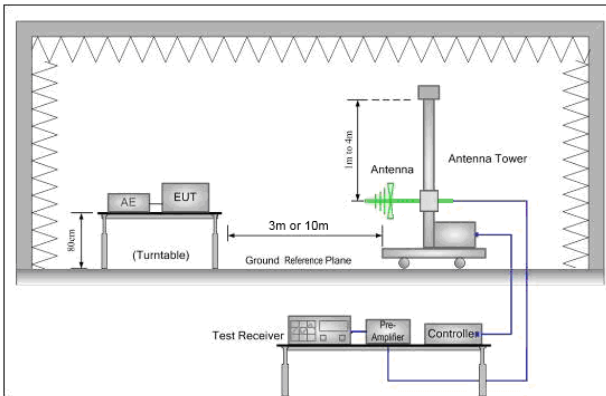 1m to 4m
Antenna
Antenna Tower
AE
EUT
80cm
(Turntable)
3m or 10m
Ground Reference Plane
Test Receiver
Pre-
Amplifier
Controlle